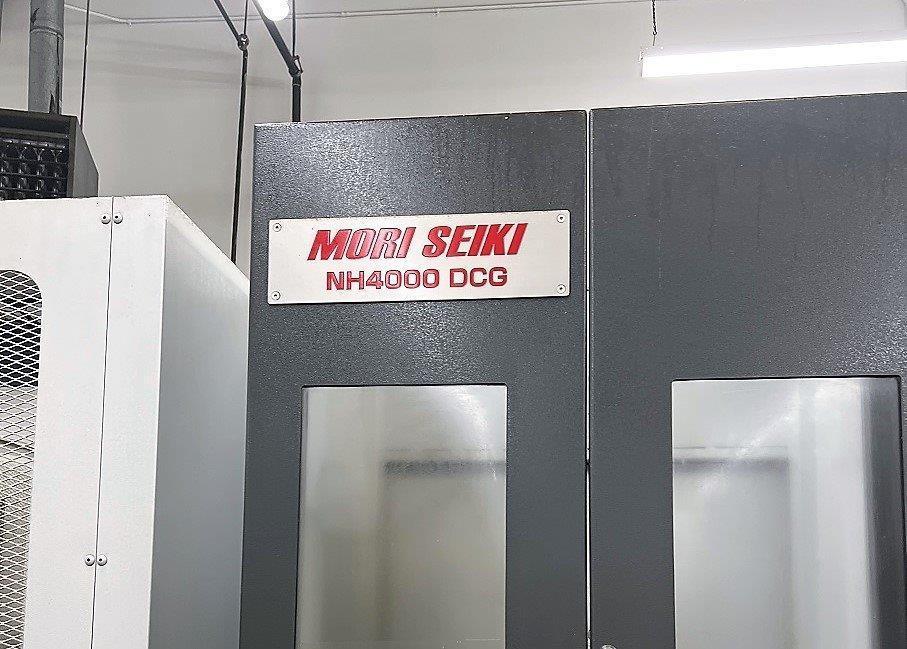 MORI SEIKI
NH4000 DCG